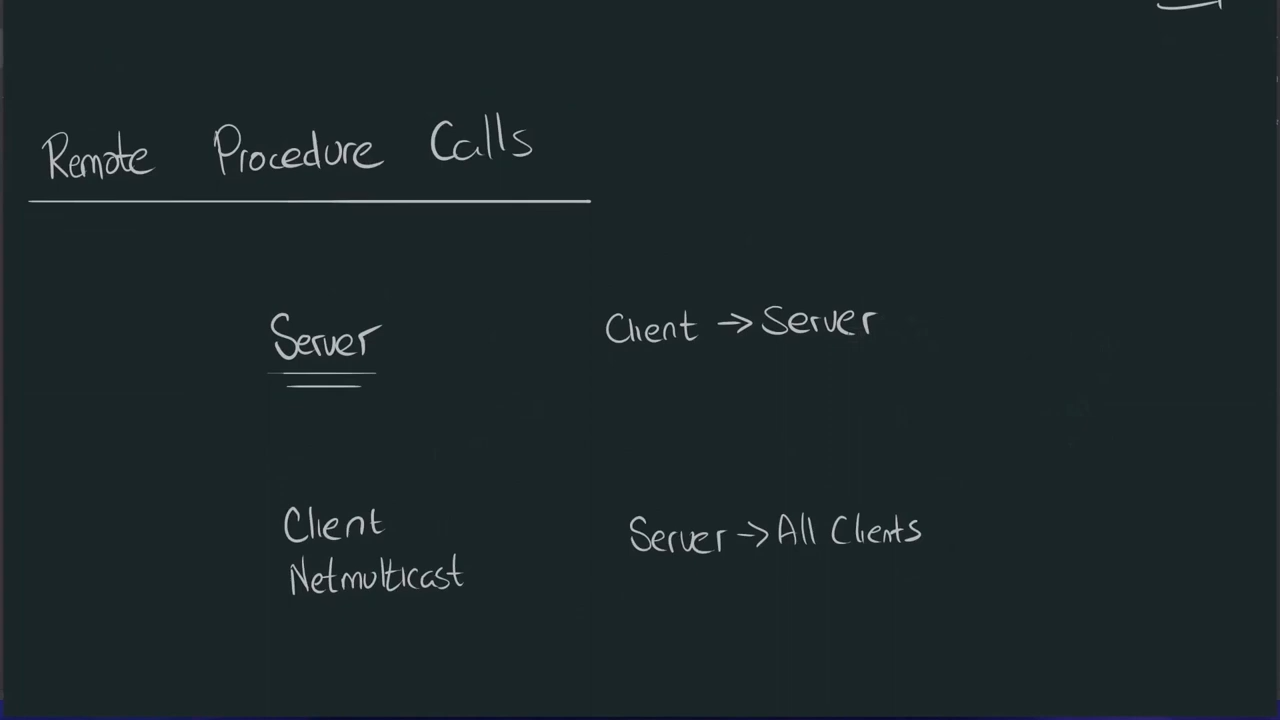 Remote Procedure Calls
Server
Client → Server
Client
Netmulticast
Server → All Clients